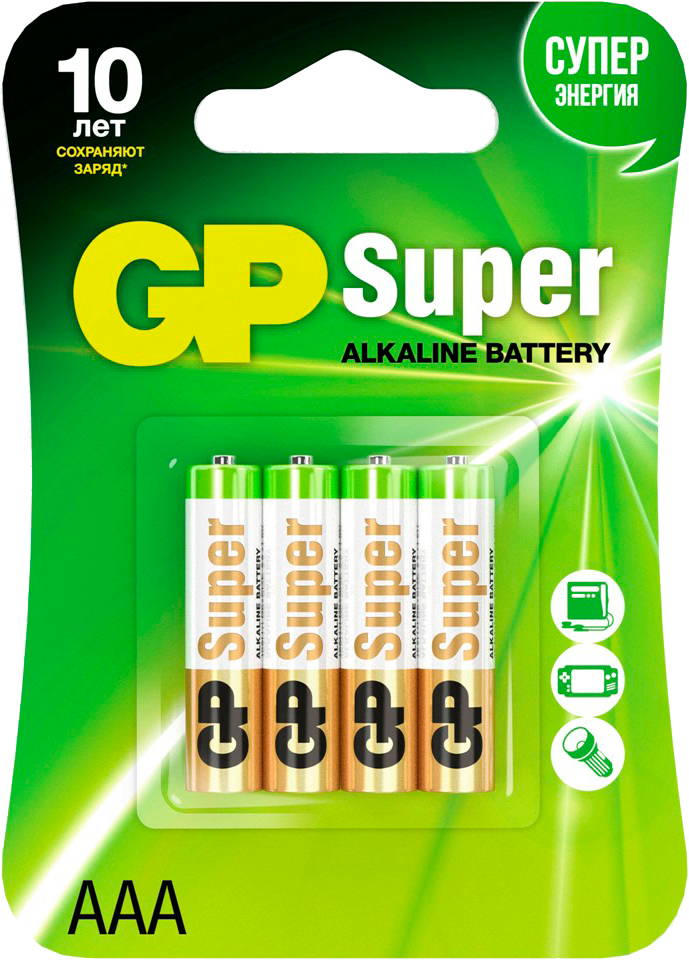 10
лет
СОХРАНЯЮТ
ЗАРЯД*
СУПЕР
ЭНЕРГИЯ
GP Super
ALKALINE BATTERY
GP Super
ALKALINE BATTERY
GP Super
ALKALINE BATTERY
GP Super
ALKALINE BATTERY
GP Super
ALKALINE BATTERY
AAA